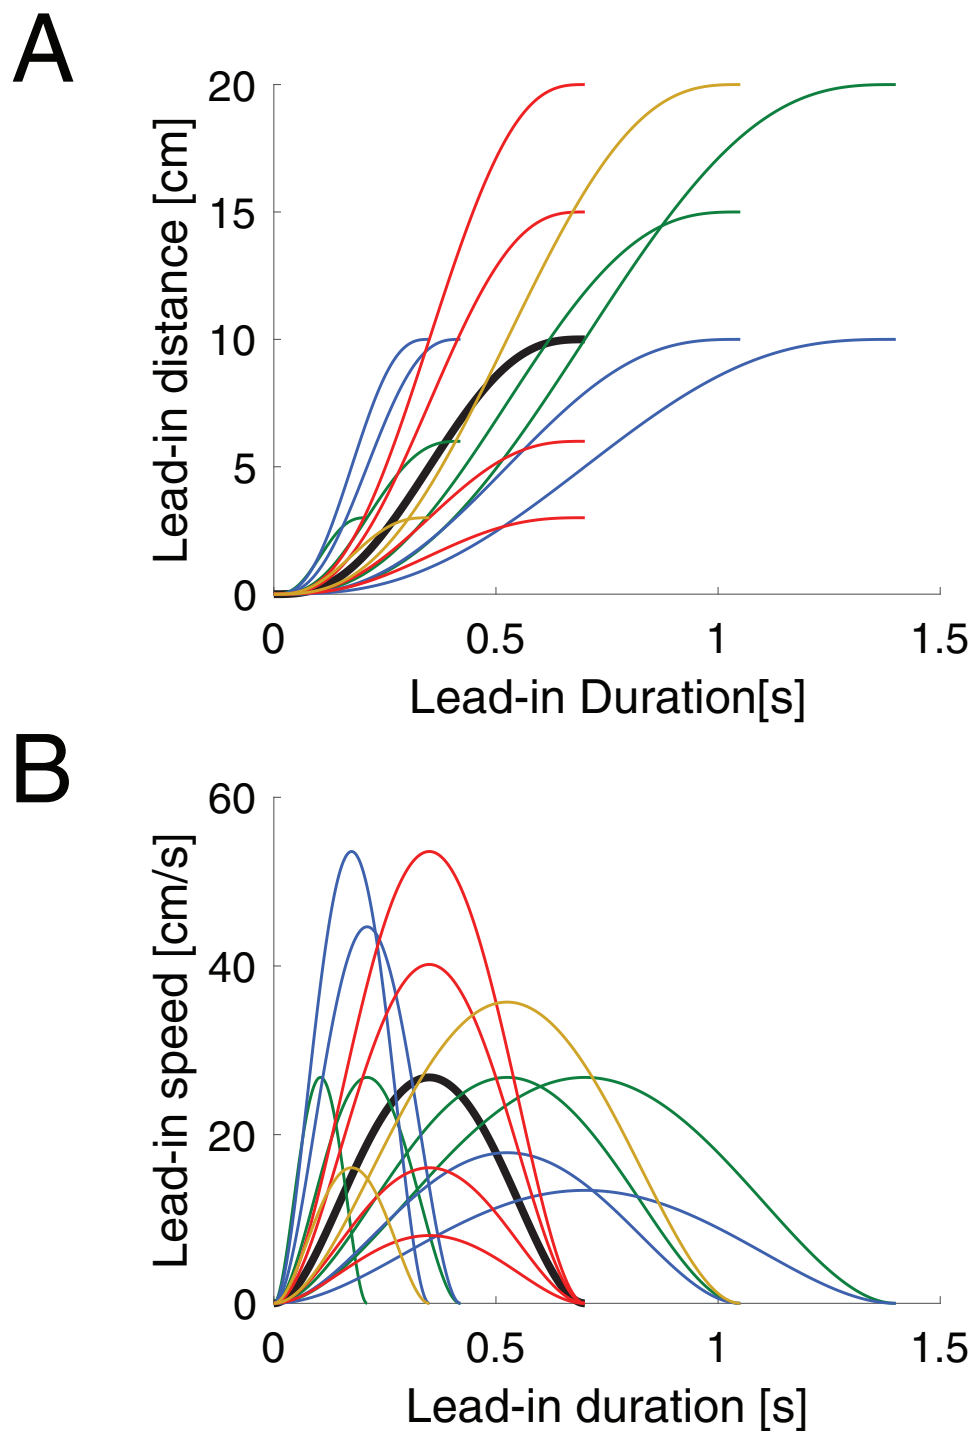 A
20
15
10
5
0
Lead-in distance [cm]
0 0.5 1 1.5
Lead-in Duration[s]
B
60
40
20
0
Lead-in speed [cm/s]
0 0.5 1 1.5
Lead-in duration [s]